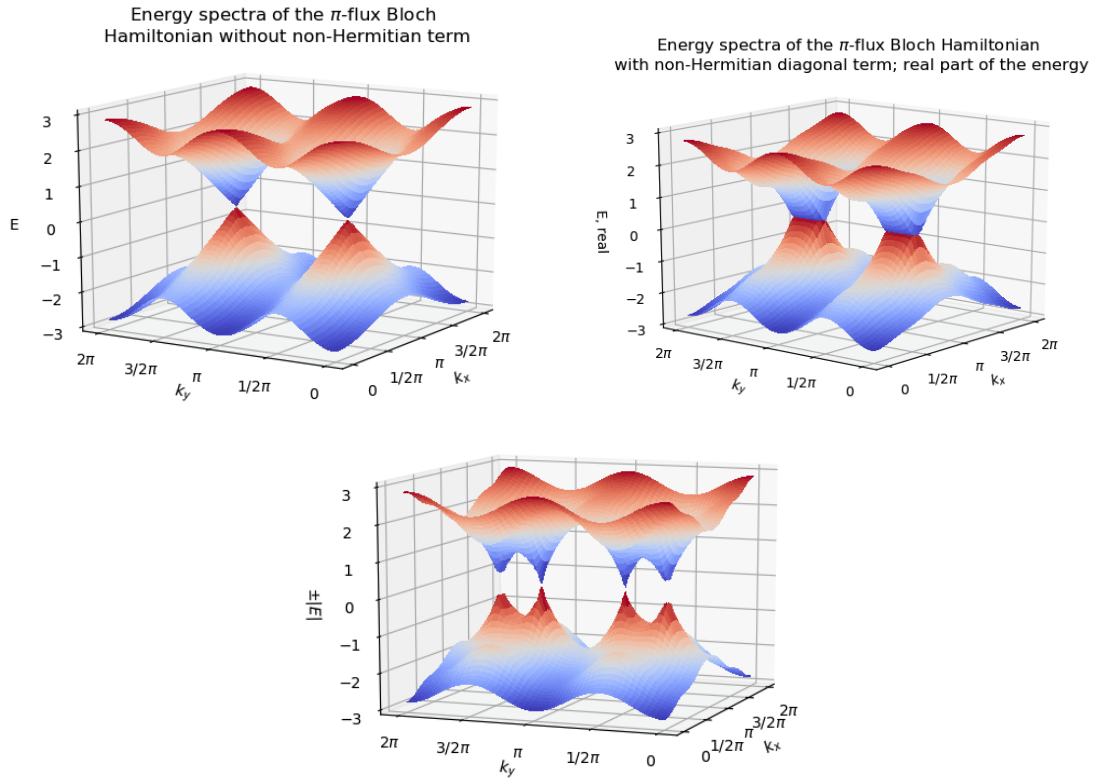 Energy spectra of the π-flux Bloch
Hamiltonian without non-Hermitian term
3
2
1
0
−1
−2
−3
E
2π
3/2π
π
1/2π
0
k_y
0
1/2π
π
3/2π
2π
k_x
Energy spectra of the π-flux Bloch Hamiltonian
with non-Hermitian diagonal term; real part of the energy
3
2
1
0
−1
−2
−3
E, real
2π
3/2π
π
1/2π
0
k_y
0
1/2π
π
3/2π
2π
k_x
3
2
1
0
−1
−2
−3
±|E|
2π
3/2π
π
1/2π
0
k_y
0
1/2π
π
3/2π
2π
k_x